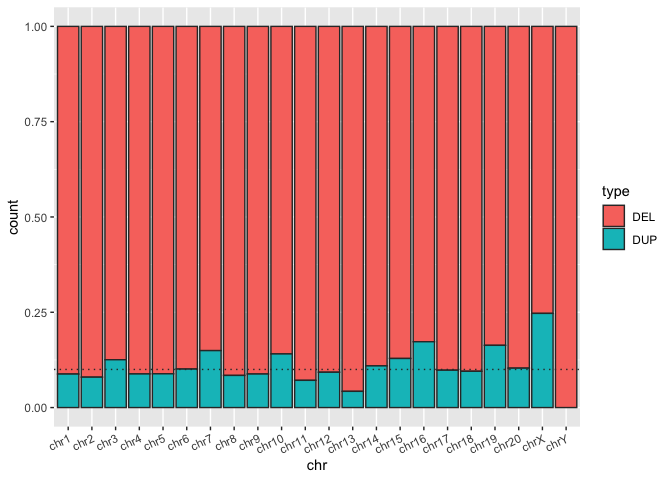 1.00
0.75
0.50
0.25
0.00
count
chr1 chr2 chr3 chr4 chr5 chr6 chr7 chr8 chr9 chr10 chr11 chr12 chr13 chr14 chr15 chr16 chr17 chr18 chr19 chr20 chrX chrY
chr
type
DEL
DUP